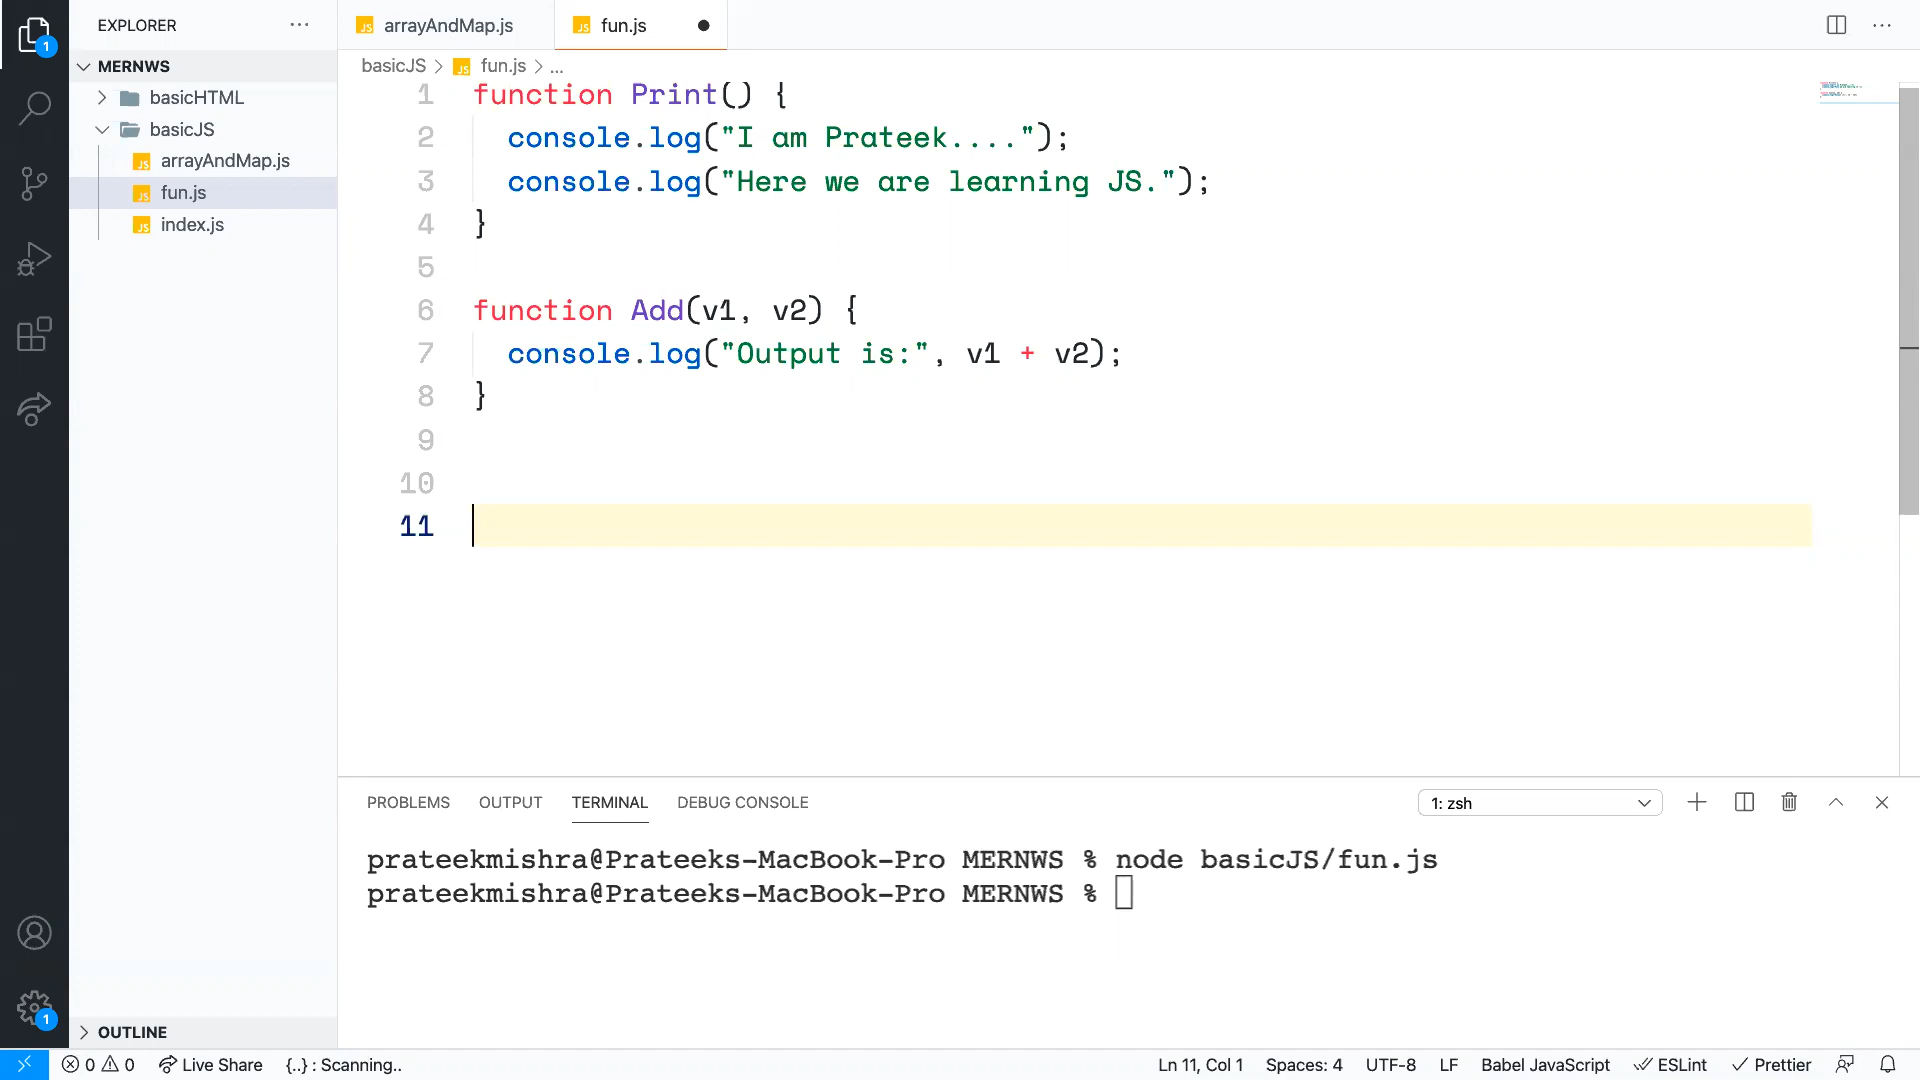 EXPLORER
MERNWS
basicHTML
basicJS
arrayAndMap.js
fun.js
index.js
OUTLINE
arrayAndMap.js
fun.js
basicJS > fun.js > ...
1 function Print() {
2 console.log("I am Prateek....");
3 console.log("Here we are learning JS.");
4 }
5
6 function Add(v1, v2) {
7 console.log("Output is:", v1 + v2);
8 }
9
10
11
PROBLEMS OUTPUT TERMINAL DEBUG CONSOLE 1: zsh
prateekmishra@Prateeks-MacBook-Pro MERNWS % node basicJS/fun.js
prateekmishra@Prateeks-MacBook-Pro MERNWS %
1
1
0 0 Live Share {..} : Scanning.. Ln 11, Col 1 Spaces: 4 UTF-8 LF Babel JavaScript ESLint Prettier